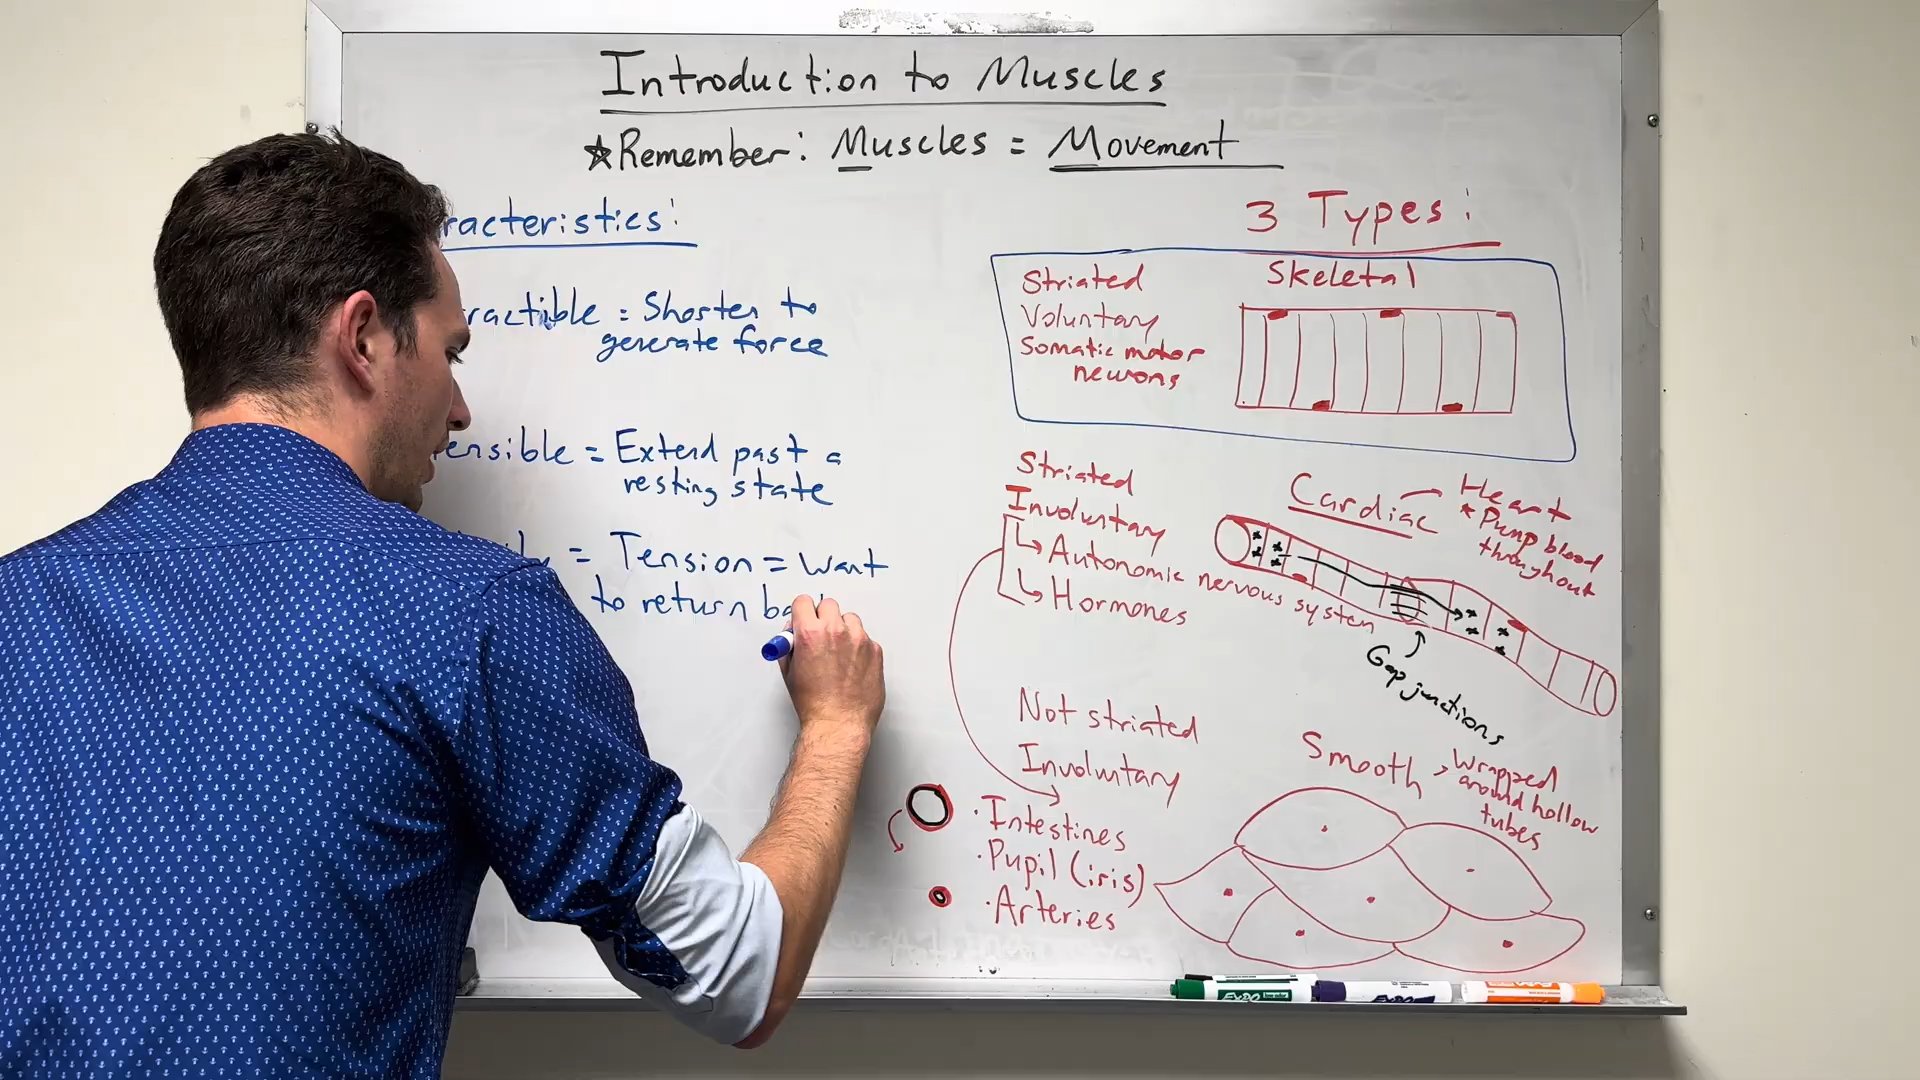 Introduction to Muscles
☆Remember: Muscles = Movement
racteristics:
ractible = Shorten to
generate force
ensible = Extend past a
resting state
= Tension = Want
to return
3 Types:
Skeletal
Striated
Voluntary
Somatic motor
neurons
Striated
Involuntary
↳ Autonomic nervous system
↳ Hormones
Cardiac
Heart
* Pump blood
throughout
Gap junctions
Not striated
Involuntary
· Intestines
· Pupil (iris)
· Arteries
Smooth
> Wrapped
around hollow
tubes
EXPO
EXPO